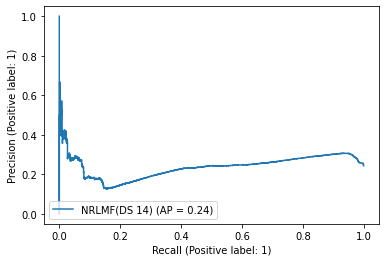 1.0
0.8
0.6
0.4
0.2
0.0
Precision (Positive label: 1)
NRLMF(DS 14) (AP = 0.24)
0.0 0.2 0.4 0.6 0.8 1.0
Recall (Positive label: 1)